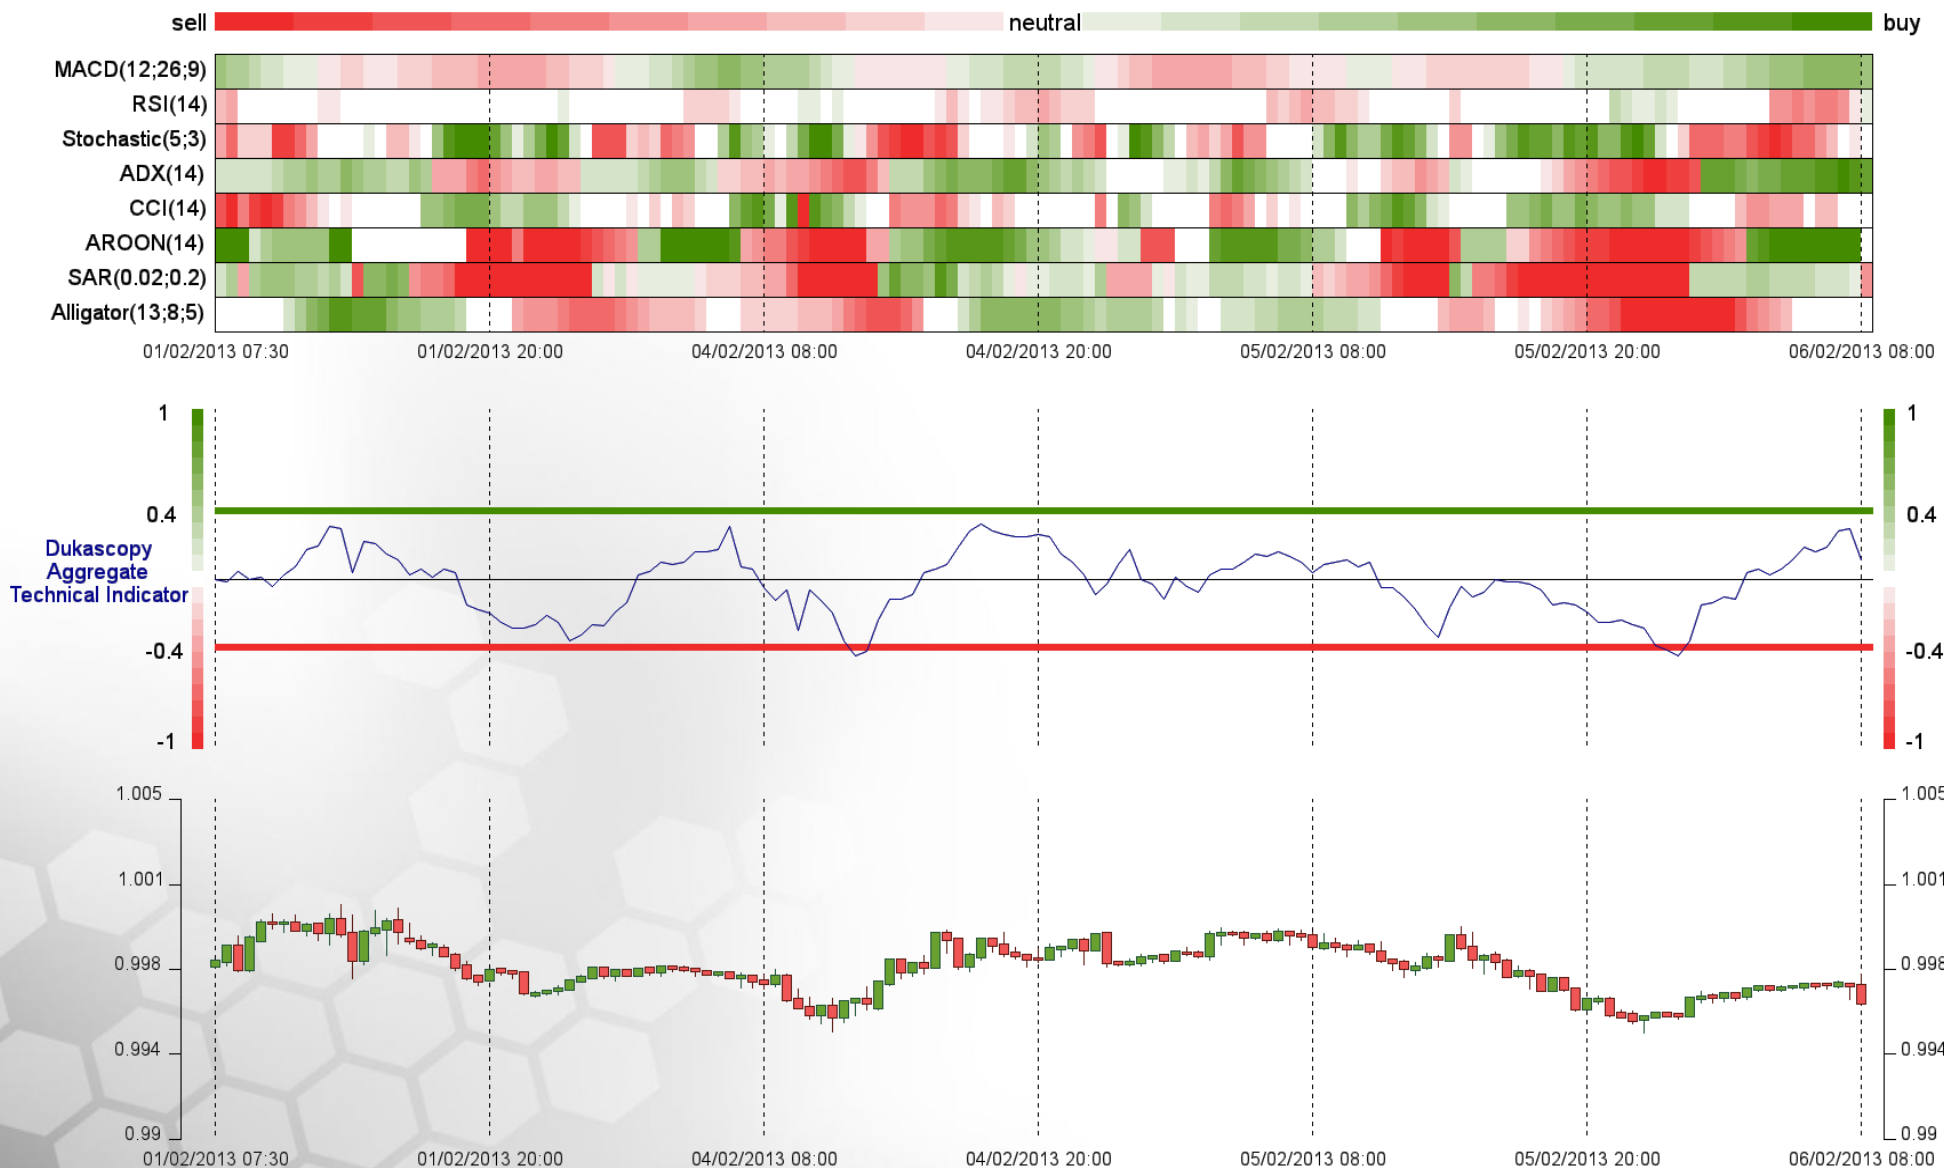 sell neutral buy
MACD(12;26;9)
RSI(14)
Stochastic(5;3)
ADX(14)
CCI(14)
AROON(14)
SAR(0.02;0.2)
Alligator(13;8;5)
01/02/2013 07:30 01/02/2013 20:00 04/02/2013 08:00 04/02/2013 20:00 05/02/2013 08:00 05/02/2013 20:00 06/02/2013 08:00
1 1
0.4 0.4
Dukascopy
Aggregate
Technical Indicator
-0.4 -0.4
-1 -1
1.005 1.005
1.001 1.001
0.998 0.998
0.994 0.994
0.99 0.99
01/02/2013 07:30 01/02/2013 20:00 04/02/2013 08:00 04/02/2013 20:00 05/02/2013 08:00 05/02/2013 20:00 06/02/2013 08:00